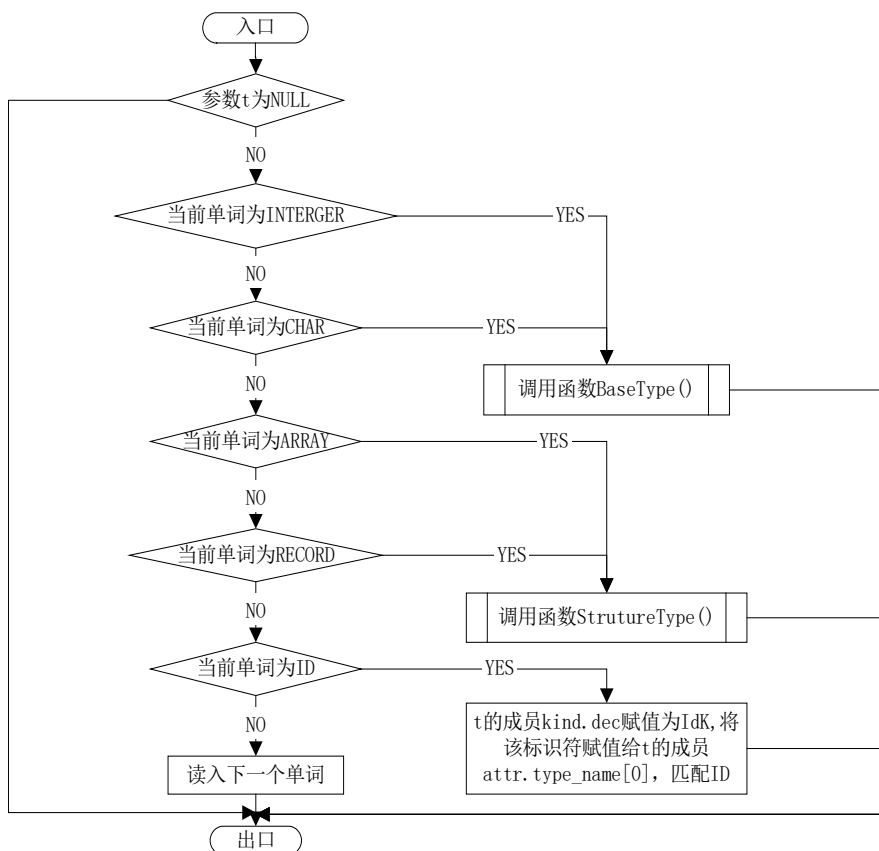 入口
参数t为NULL
NO
当前单词为INTERGER
YES
NO
当前单词为CHAR
YES
调用函数BaseType()
NO
当前单词为ARRAY
YES
NO
当前单词为RECORD
YES
NO
调用函数StrutureType()
当前单词为ID
YES
NO
t的成员kind.dec赋值为IdK,将
该标识符赋值给t的成员
attr.type_name[0], 匹配ID
读入下一个单词
出口